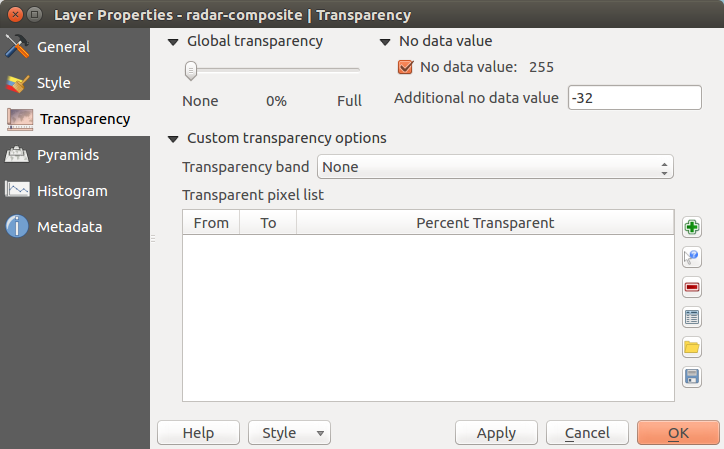 Layer Properties - radar-composite | Transparency
General
Style
Transparency
Pyramids
Histogram
Metadata
Global transparency
None 0% Full
No data value
No data value: 255
Additional no data value -32
Custom transparency options
Transparency band None
Transparent pixel list
From To Percent Transparent
Help Style Apply Cancel OK